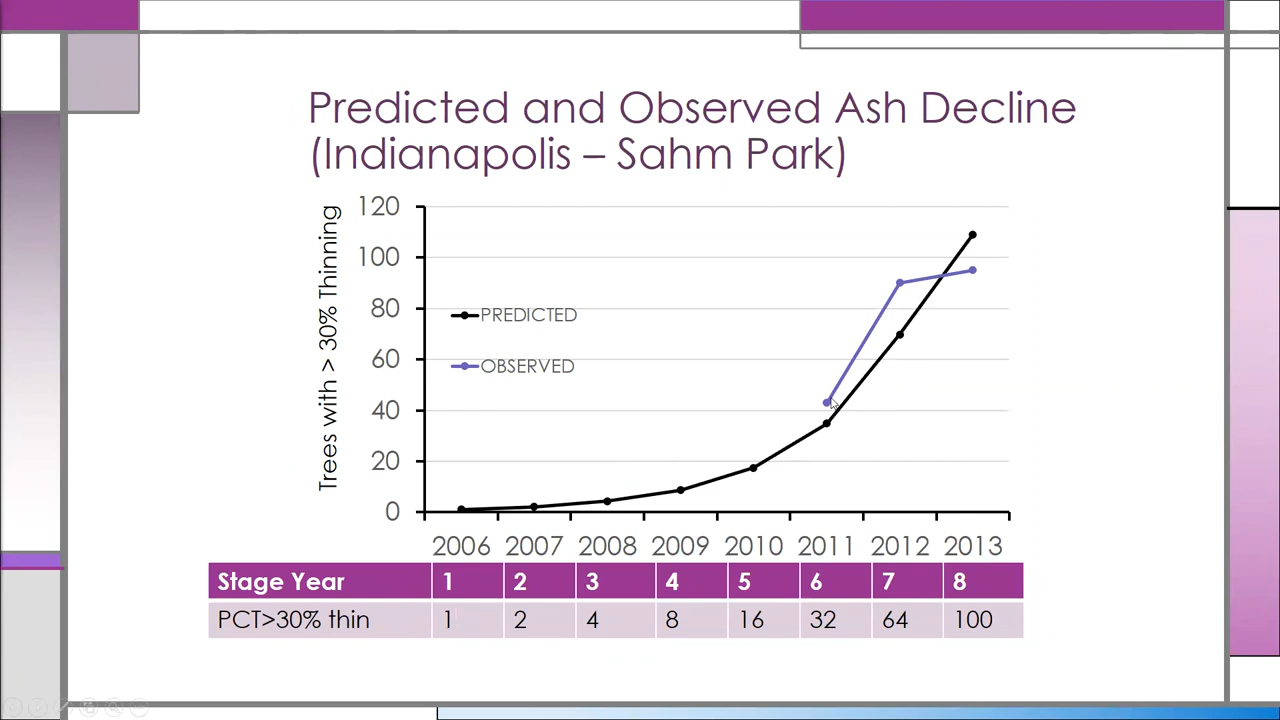 Predicted and Observed Ash Decline
(Indianapolis – Sahm Park)
Trees with > 30% Thinning
120
100
80
60
40
20
0
PREDICTED
OBSERVED
2006 2007 2008 2009 2010 2011 2012 2013
Stage Year 1 2 3 4 5 6 7 8
PCT>30% thin 1 2 4 8 16 32 64 100